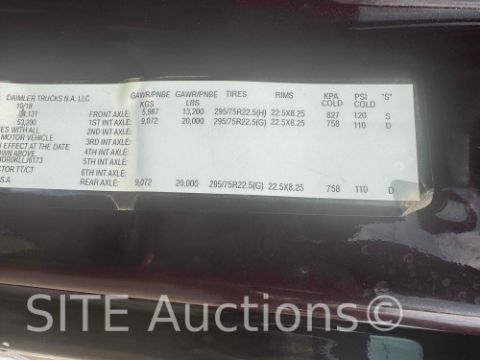 DAIMLER TRUCKS N.A. LLC GAWR/PNBE GAWR/PNBE TIRES RIMS KPA PSI "S"
10/18 KGS LBS COLD COLD
24,131 FRONT AXLE: 5,987 13,200 295/75R22.5(H) 22.5X8.25 827 120 S
53,200 1ST INT AXLE: 9,072 20,000 295/75R22.5(G) 22.5X8.25 758 110 D
ES WITH ALL 2ND INT AXLE:
MOTOR VEHICLE 3RD INT AXLE:
EFFECT AT THE DATE 4TH INT AXLE:
OWN ABOVE 5TH INT AXLE:
CTOR TT/CT 6TH INT AXLE:
S.A REAR AXLE: 9,072 20,000 295/75R22.5(G) 22.5X8.25 758 110 D
SITE Auctions®